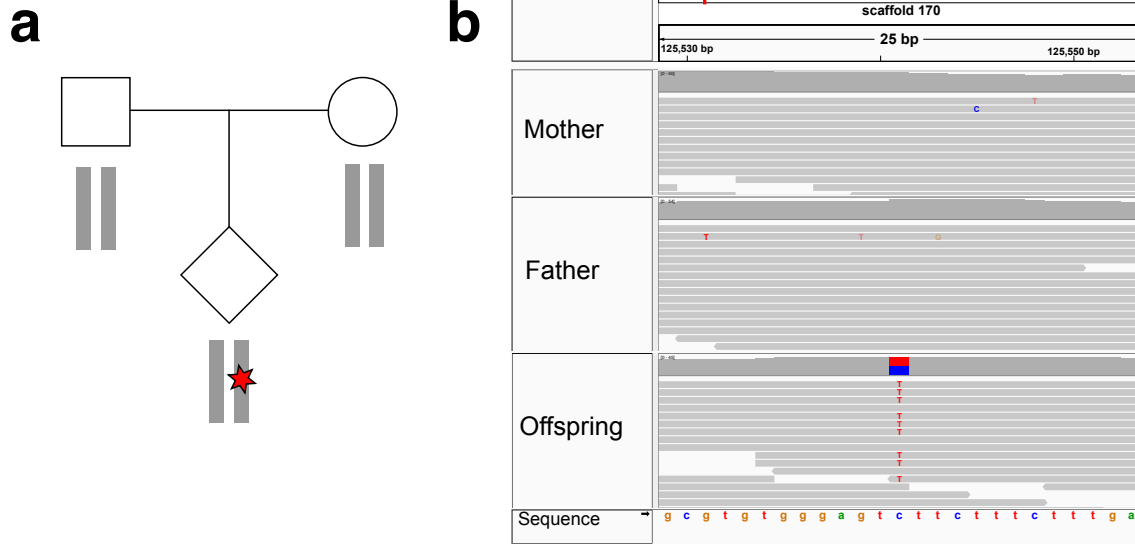 a
b
scaffold 170
25 bp
125,530 bp
125,550 bp
Mother
T
C
Father
T T G
Offspring
T
T
T
T
T
T
T
T
T
Sequence
g c g t g t g g g a g t c t t c t t t c t t t g a